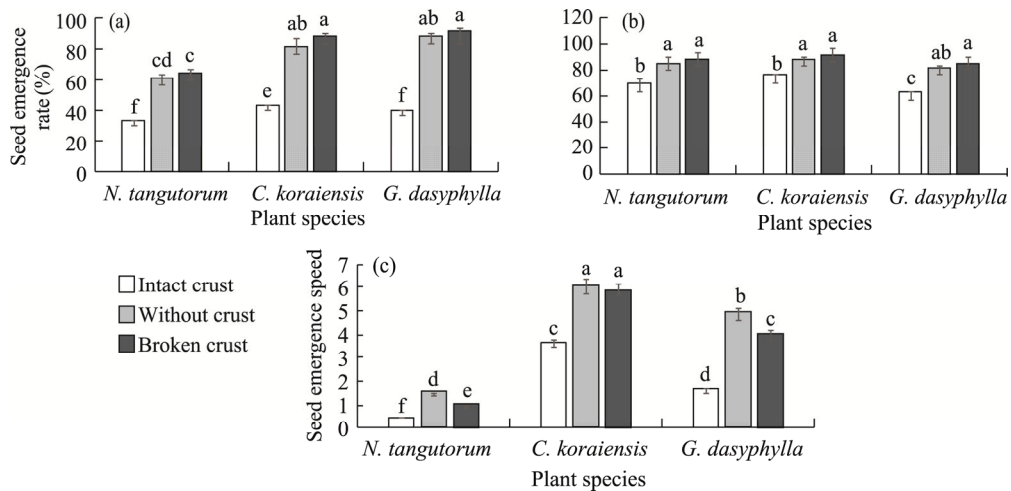 (a)
100
80
60
40
20
0
Seed emergence
rate (%)
f cd c e ab a f ab a
N. tangutorum C. koraiensis G. dasyphylla
Plant species
(b)
120
100
80
60
40
20
0
b a a b a a c ab a
N. tangutorum C. koraiensis G. dasyphylla
Plant species
Intact crust
Without crust
Broken crust
(c)
7
6
5
4
3
2
1
0
Seed emergence speed
f d e c a a d b c
N. tangutorum C. koraiensis G. dasyphylla
Plant species